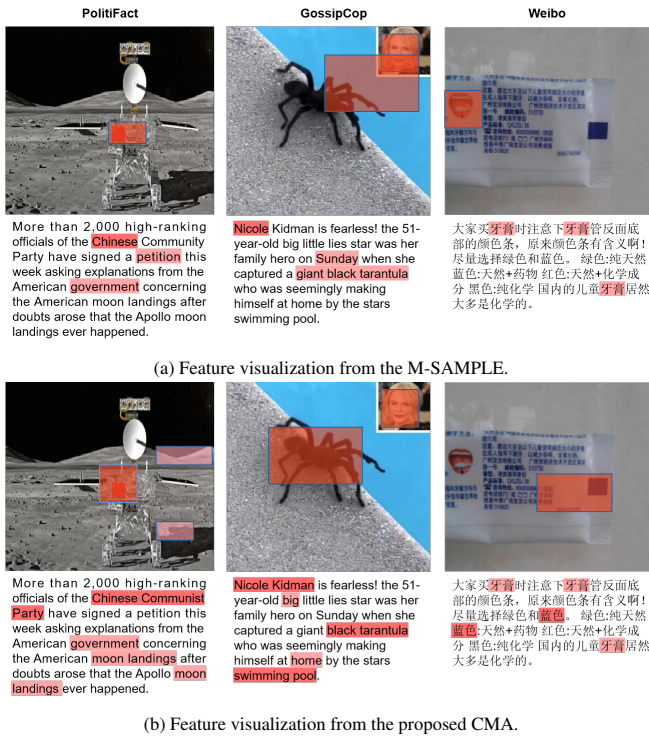 PolitiFact
GossipCop
Weibo
More than 2,000 high-ranking
officials of the Chinese Community
Party have signed a petition this
week asking explanations from the
American government concerning
the American moon landings after
doubts arose that the Apollo moon
landings ever happened.
Nicole Kidman is fearless! the 51-
year-old big little lies star was her
family hero on Sunday when she
captured a giant black tarantula
who was seemingly making
himself at home by the stars
swimming pool.
大家买牙膏时注意下牙膏管反面底
部的颜色条，原来颜色条有含义啊！
尽量选择绿色和蓝色。 绿色:纯天然
蓝色:天然+药物 红色:天然+化学成
分 黑色:纯化学 国内的儿童牙膏居然
大多是化学的。
(a) Feature visualization from the M-SAMPLE.
More than 2,000 high-ranking
officials of the Chinese Communist
Party have signed a petition this
week asking explanations from the
American government concerning
the American moon landings after
doubts arose that the Apollo moon
landings ever happened.
Nicole Kidman is fearless! the 51-
year-old big little lies star was her
family hero on Sunday when she
captured a giant black tarantula
who was seemingly making
himself at home by the stars
swimming pool.
大家买牙膏时注意下牙膏管反面底
部的颜色条，原来颜色条有含义啊！
尽量选择绿色和蓝色。 绿色:纯天然
蓝色:天然+药物 红色:天然+化学成
分 黑色:纯化学 国内的儿童牙膏居然
大多是化学的。
(b) Feature visualization from the proposed CMA.